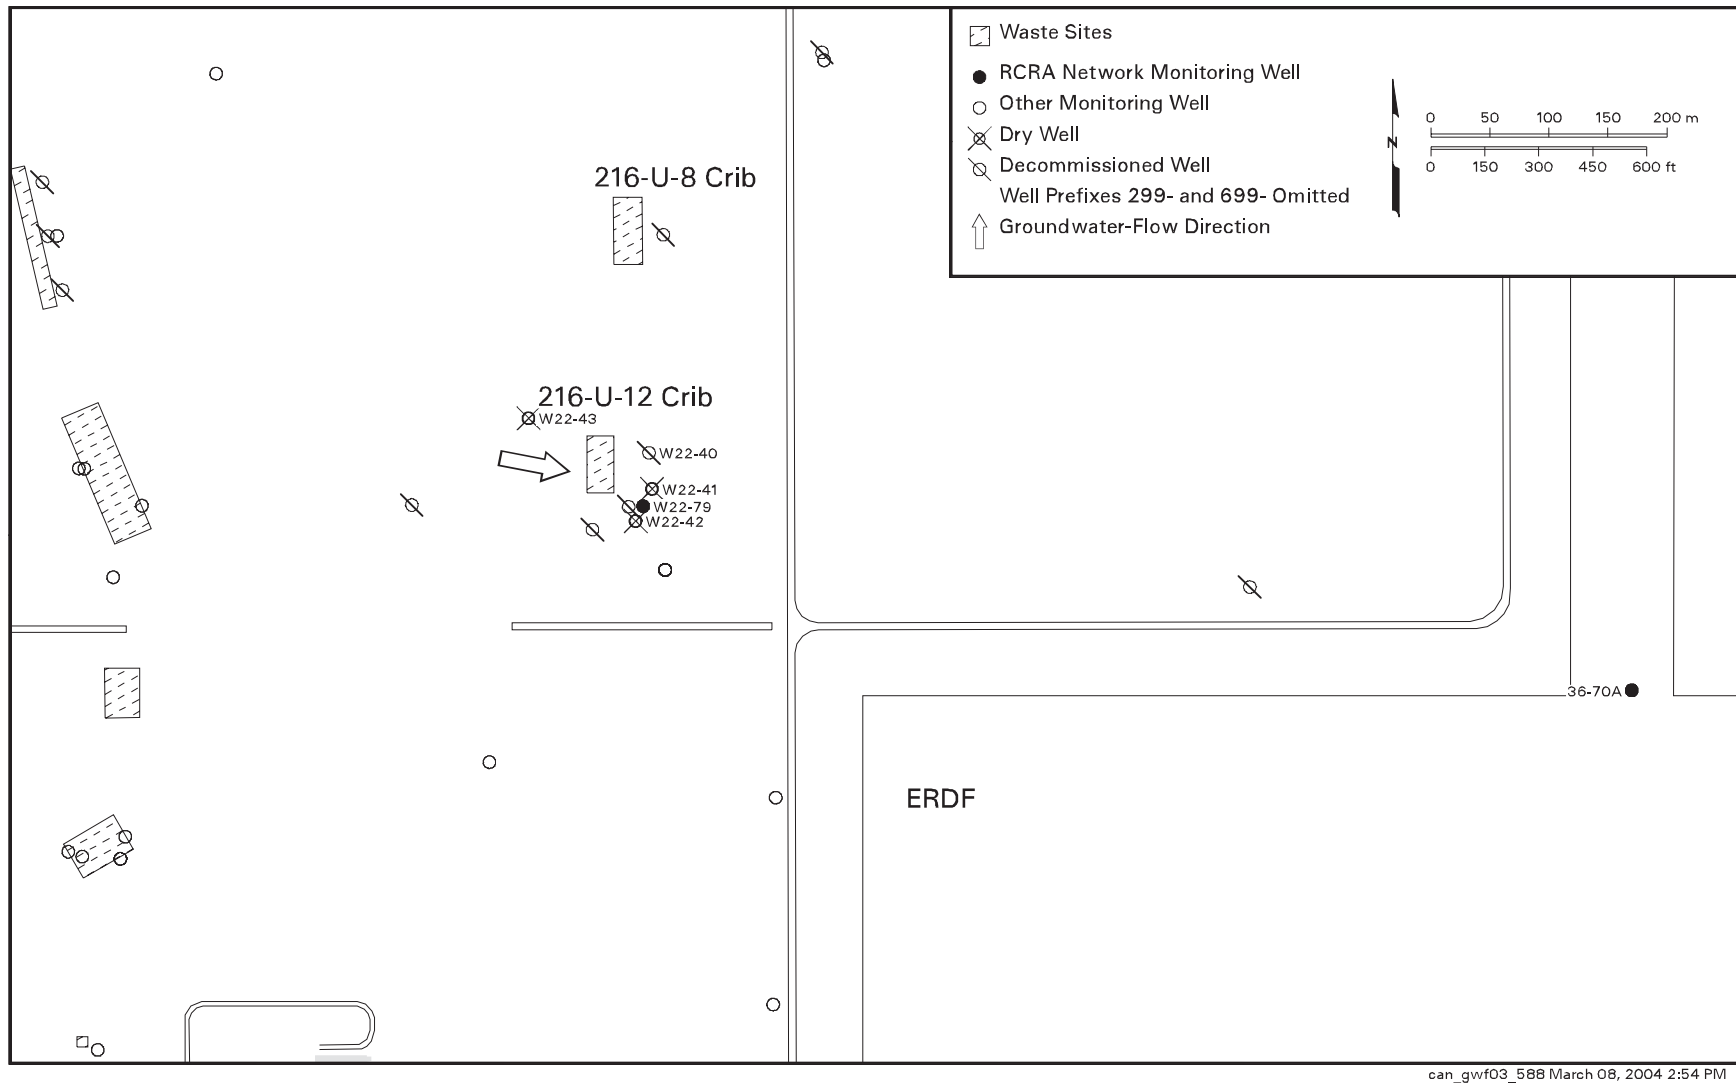 Waste Sites
RCRA Network Monitoring Well
Other Monitoring Well
Dry Well
Decommissioned Well
Well Prefixes 299- and 699- Omitted
Groundwater-Flow Direction
N
0 50 100 150 200 m
0 150 300 450 600 ft
216-U-8 Crib
216-U-12 Crib
W22-43
W22-40
W22-41
W22-79
W22-42
36-70A
ERDF
can_gwf03_588 March 08, 2004 2:54 PM